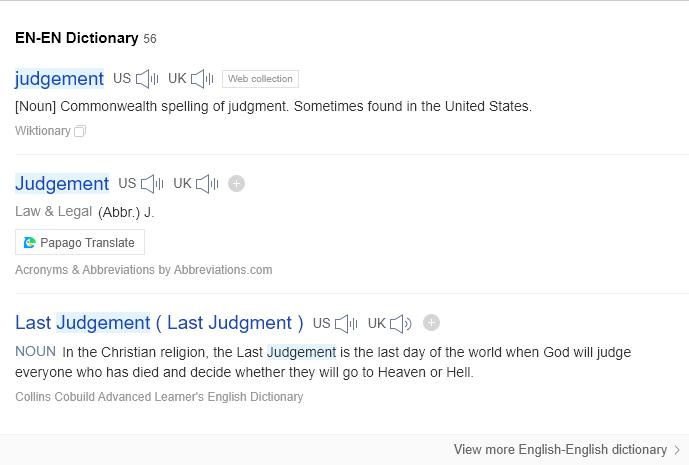 EN-EN Dictionary 56
judgement US UK Web collection
[Noun] Commonwealth spelling of judgment. Sometimes found in the United States.
Wiktionary
Judgement US UK
Law & Legal (Abbr.) J.
Papago Translate
Acronyms & Abbreviations by Abbreviations.com
Last Judgement ( Last Judgment ) US UK
NOUN In the Christian religion, the Last Judgement is the last day of the world when God will judge
everyone who has died and decide whether they will go to Heaven or Hell.
Collins Cobuild Advanced Learner's English Dictionary
View more English-English dictionary